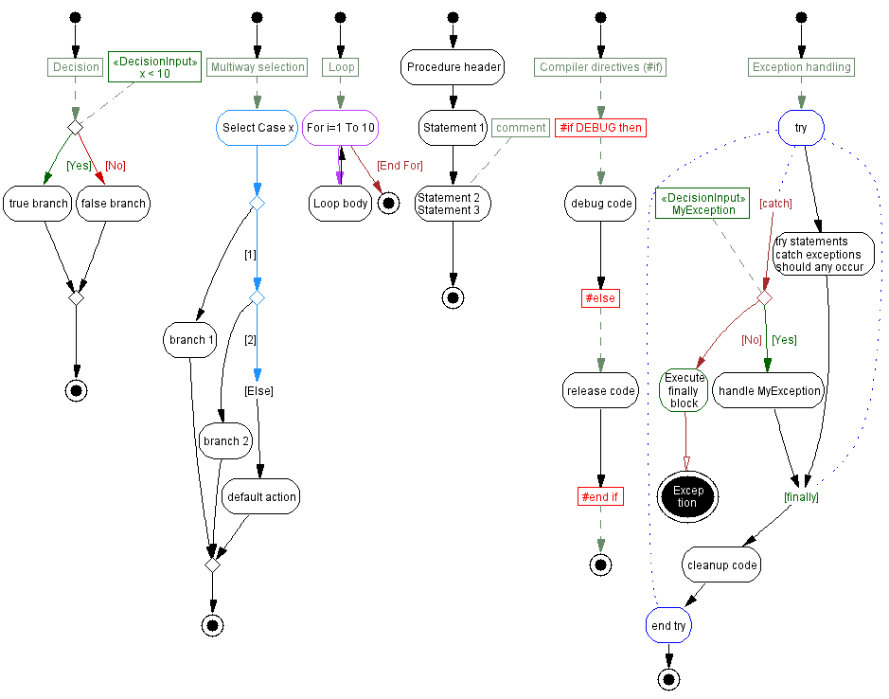 Decision
«DecisionInput»
x < 10
[Yes]
[No]
true branch
false branch
Multiway selection
Select Case x
[1]
[2]
branch 1
[Else]
branch 2
default action
Loop
For i=1 To 10
[End For]
Loop body
Procedure header
Statement 1
comment
Statement 2
Statement 3
Compiler directives (#if)
#if DEBUG then
debug code
#else
release code
#end if
Exception handling
try
«DecisionInput»
MyException
[catch]
try statements
catch exceptions
should any occur
[No]
[Yes]
Execute
finally
block
handle MyException
Excep
tion
[finally]
cleanup code
end try